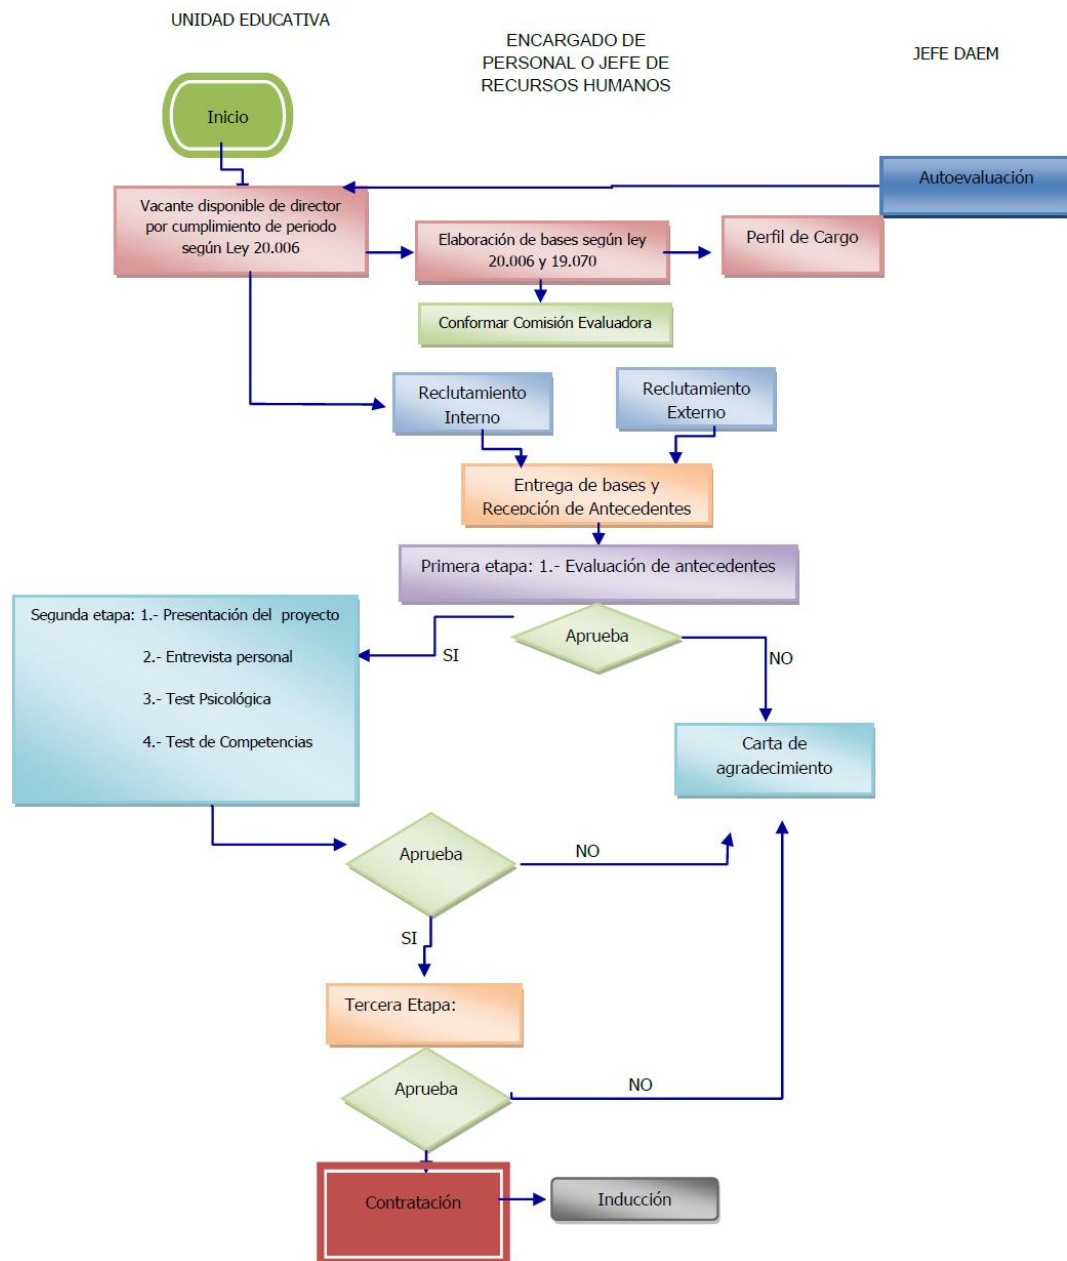 UNIDAD EDUCATIVA
ENCARGADO DE
PERSONAL O JEFE DE
RECURSOS HUMANOS
JEFE DAEM
Inicio
Autoevaluación
Vacante disponible de director
por cumplimiento de periodo
según Ley 20.006
Elaboración de bases según ley
20.006 y 19.070
Perfil de Cargo
Conformar Comisión Evaluadora
Reclutamiento
Interno
Reclutamiento
Externo
Entrega de bases y
Recepción de Antecedentes
Primera etapa: 1.- Evaluación de antecedentes
Aprueba
SI
NO
Segunda etapa: 1.- Presentación del proyecto
2.- Entrevista personal
3.- Test Psicológica
4.- Test de Competencias
Carta de
agradecimiento
Aprueba
NO
SI
Tercera Etapa:
Aprueba
NO
Contratación
Inducción